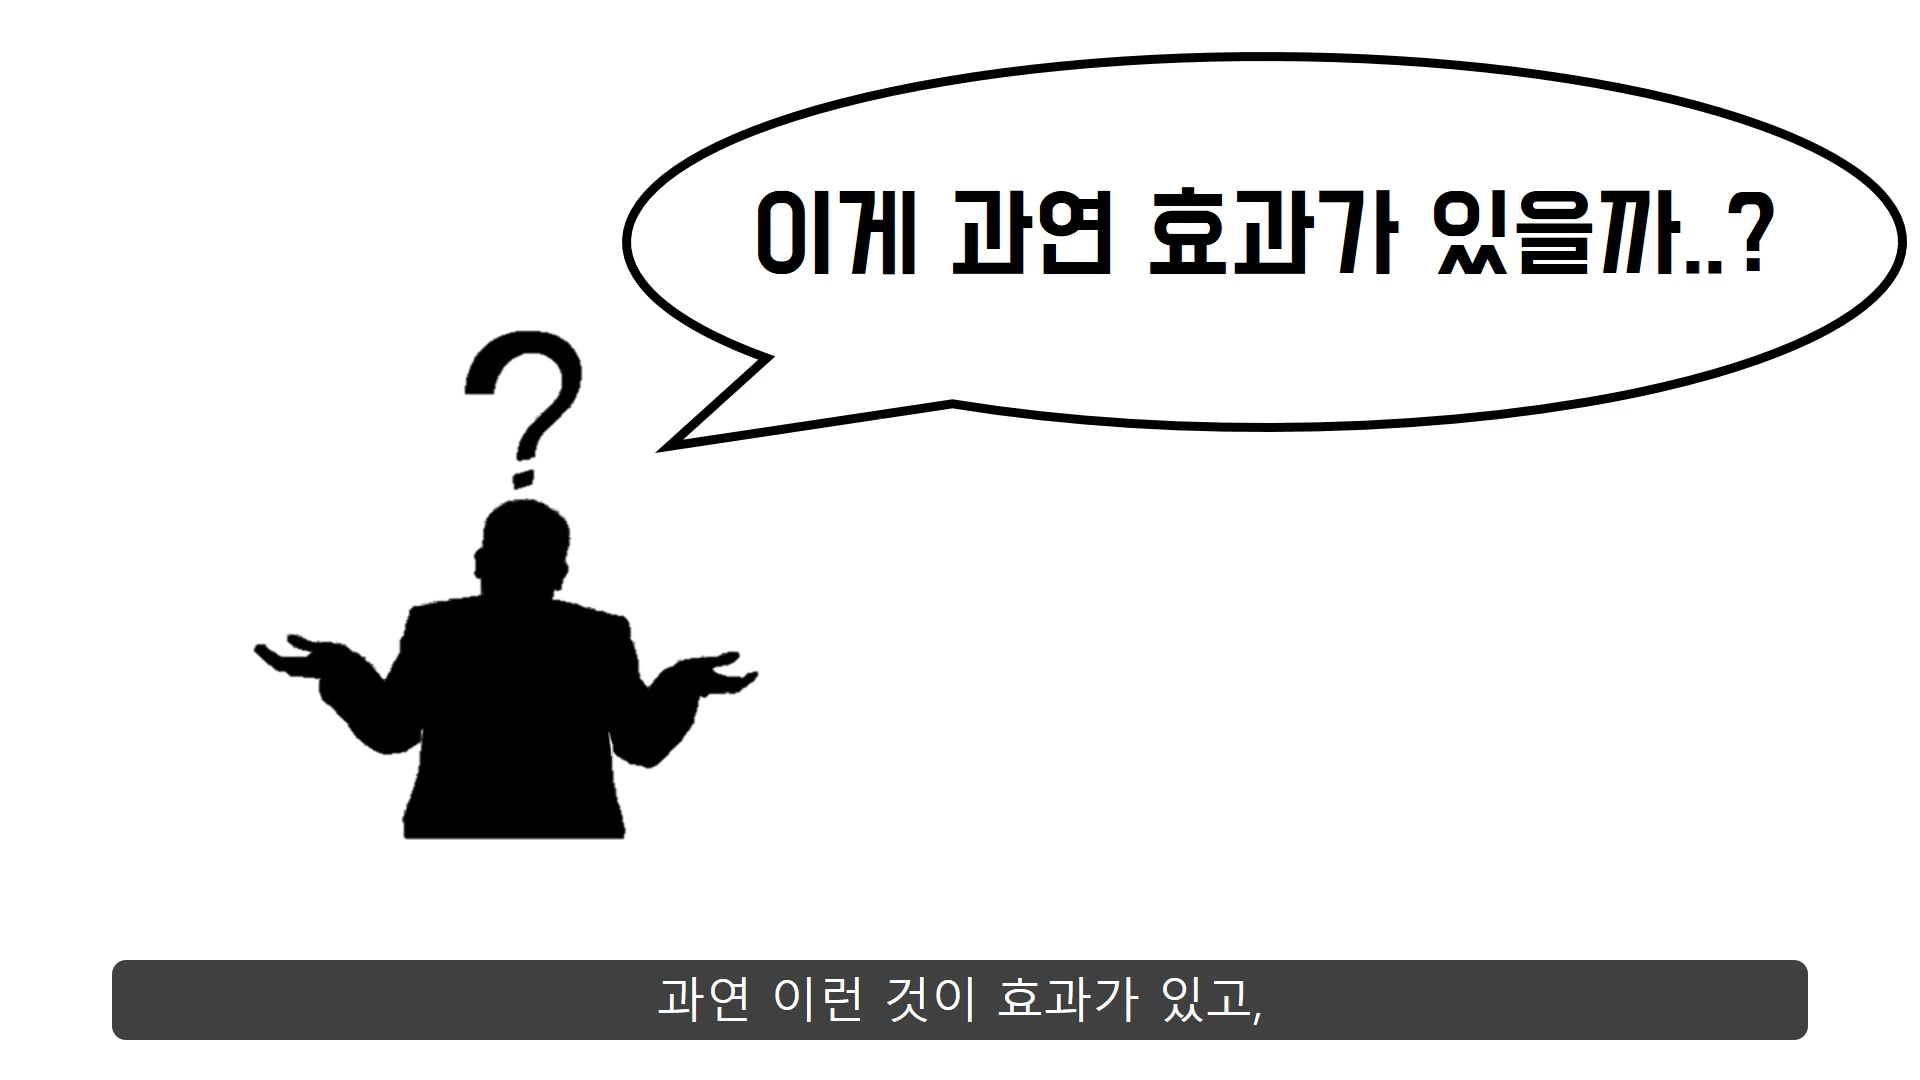 이게 과연 효과가 있을까..?
?
과연 이런 것이 효과가 있고,